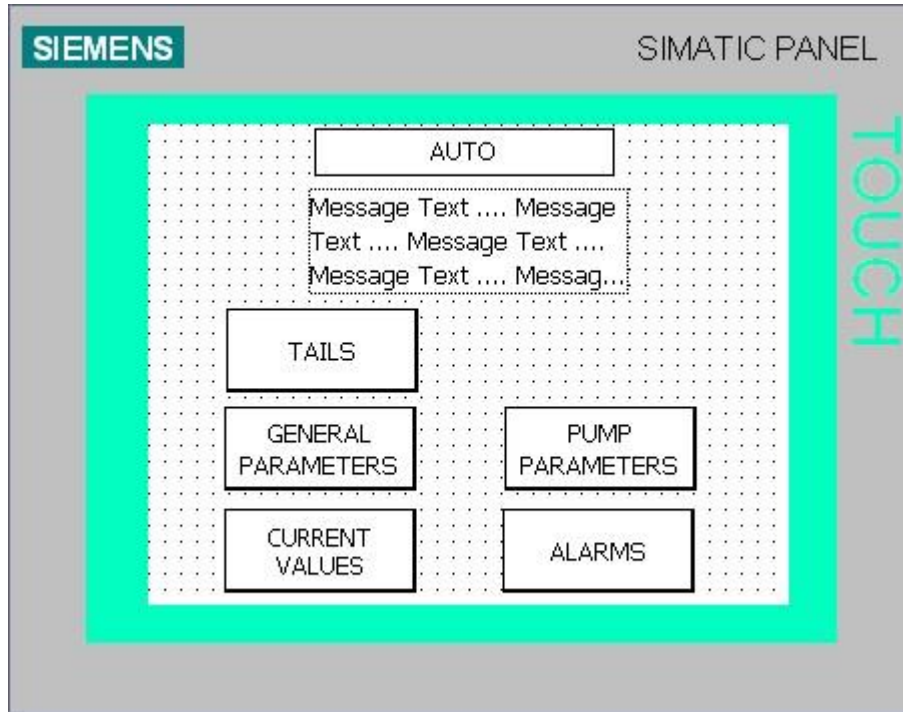 SIEMENS
SIMATIC PANEL
TOUCH
AUTO
Message Text .... Message
Text .... Message Text ....
Message Text .... Messag...
TAILS
GENERAL
PARAMETERS
PUMP
PARAMETERS
CURRENT
VALUES
ALARMS